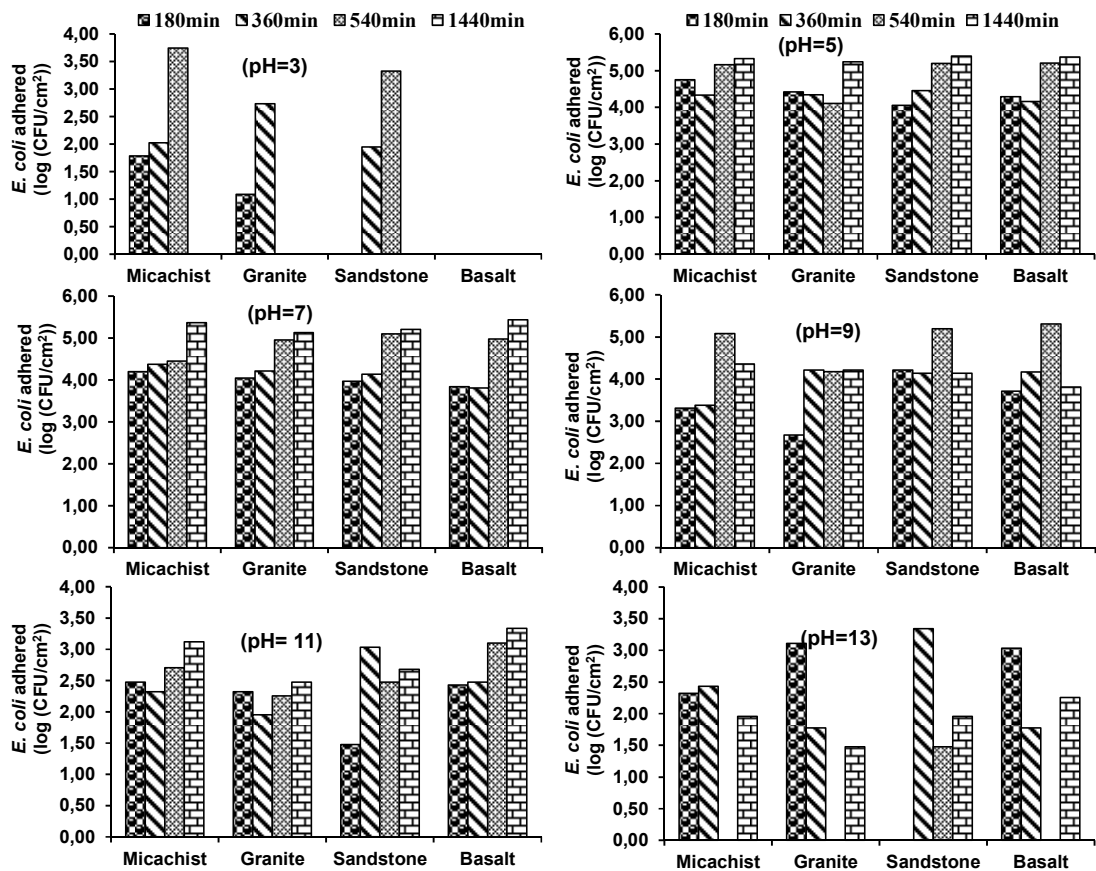 180min 360min 540min 1440min
E. coli adhered
(log (CFU/cm²))
4,00
3,50
3,00
2,50
2,00
1,50
1,00
0,50
0,00
(pH=3)
Micachist Granite Sandstone Basalt
180min 360min 540min 1440min
E. coli adhered
(log (CFU/cm²))
6,00
5,00
4,00
3,00
2,00
1,00
0,00
(pH=5)
Micachist Granite Sandstone Basalt
E. coli adhered
(log (CFU/cm²))
6,00
5,00
4,00
3,00
2,00
1,00
0,00
(pH=7)
Micachist Granite Sandstone Basalt
E. coli adhered
(log (CFU/cm²))
6,00
5,00
4,00
3,00
2,00
1,00
0,00
(pH=9)
Micachist Granite Sandstone Basalt
E. coli adhered
(log (CFU/cm²))
4,00
3,50
3,00
2,50
2,00
1,50
1,00
0,50
0,00
(pH= 11)
Micachist Granite Sandstone Basalt
E. coli adhered
(log (CFU/cm²))
4,00
3,50
3,00
2,50
2,00
1,50
1,00
0,50
0,00
(pH=13)
Micachist Granite Sandstone Basalt